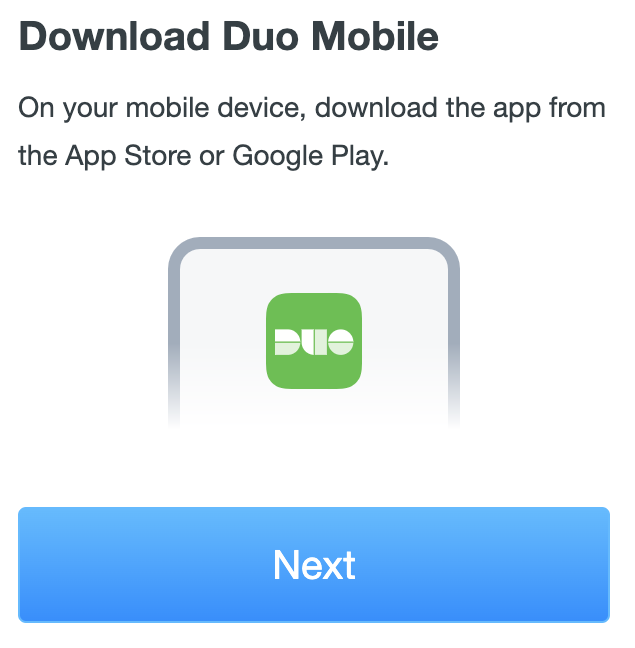 Download Duo Mobile
On your mobile device, download the app from
the App Store or Google Play.
DUO
Next